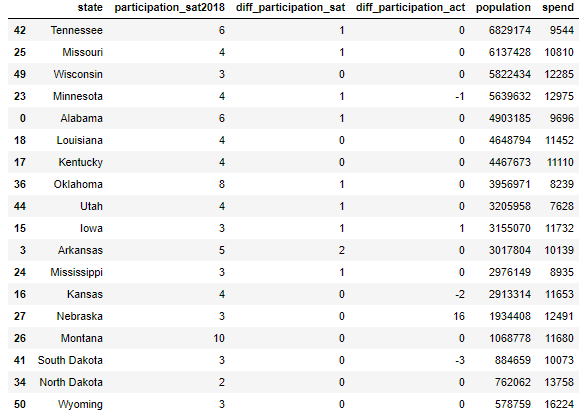 state participation_sat2018 diff_participation_sat diff_participation_act population spend
42 Tennessee 6 1 0 6829174 9544
25 Missouri 4 1 0 6137428 10810
49 Wisconsin 3 0 0 5822434 12285
23 Minnesota 4 1 -1 5639632 12975
0 Alabama 6 1 0 4903185 9696
18 Louisiana 4 0 0 4648794 11452
17 Kentucky 4 0 0 4467673 11110
36 Oklahoma 8 1 0 3956971 8239
44 Utah 4 1 0 3205958 7628
15 Iowa 3 1 1 3155070 11732
3 Arkansas 5 2 0 3017804 10139
24 Mississippi 3 1 0 2976149 8935
16 Kansas 4 0 -2 2913314 11653
27 Nebraska 3 0 16 1934408 12491
26 Montana 10 0 0 1068778 11680
41 South Dakota 3 0 -3 884659 10073
34 North Dakota 2 0 0 762062 13758
50 Wyoming 3 0 0 578759 16224